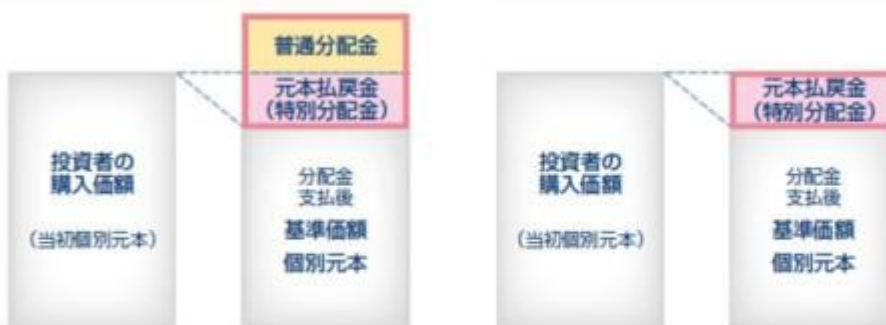 普通分配金
元本払戻金
(特別分配金)
投資者の
購入価額
(当初個別元本)
分配金
支払後
基準価額
個別元本
元本払戻金
(特別分配金)
投資者の
購入価額
(当初個別元本)
分配金
支払後
基準価額
個別元本